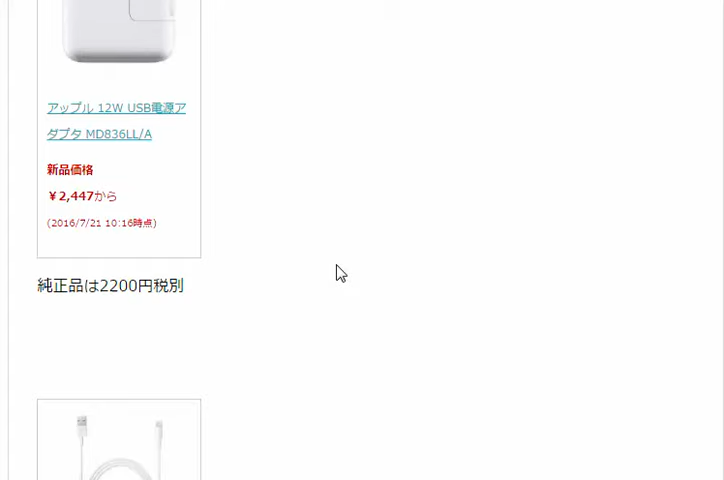 アップル 12W USB電源ア
ダプタ MD836LL/A
新品価格
￥2,447から
(2016/7/21 10:16時点)
純正品は2200円税別